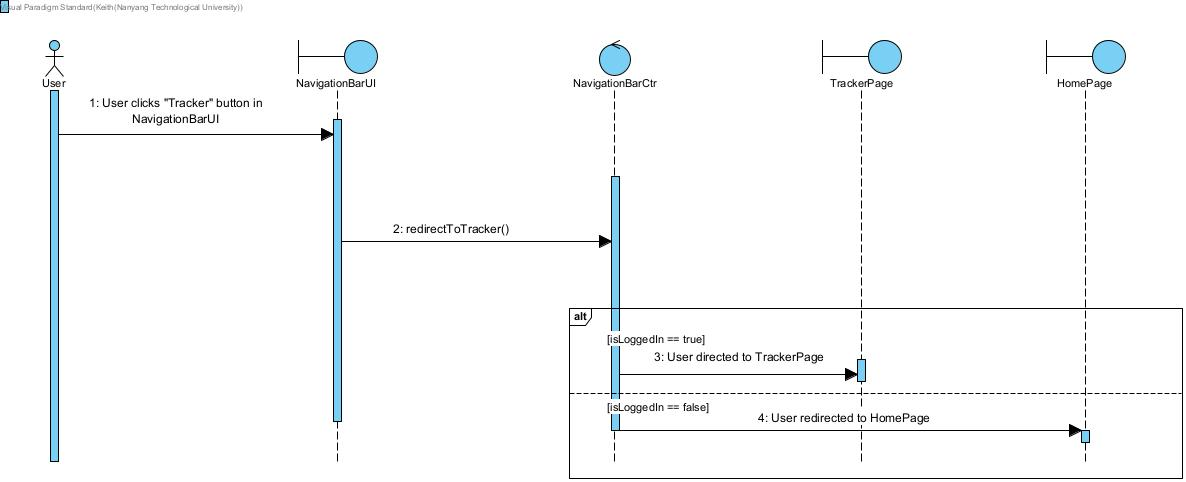 Visual Paradigm Standard(Keith(Nanyang Technological University))
User
NavigationBarUI
NavigationBarCtr
TrackerPage
HomePage
1: User clicks "Tracker" button in
NavigationBarUI
2: redirectToTracker()
alt
[isLoggedIn == true]
3: User directed to TrackerPage
[isLoggedIn == false]
4: User redirected to HomePage